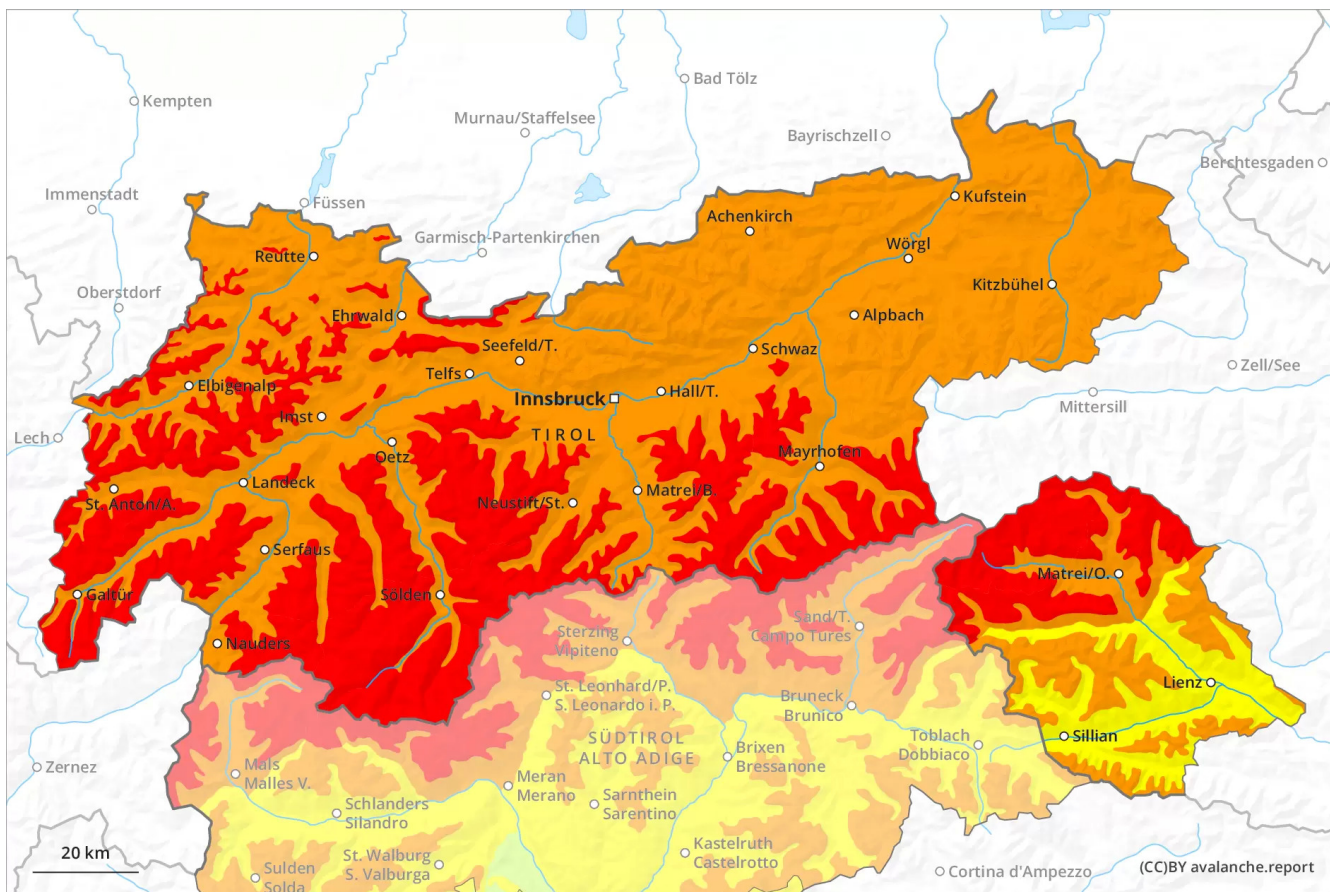 Bad Tölz
Kempten
Murnau/Staffelsee
Bayrischzell
Berchtesgaden
Immenstadt
Füssen
Kufstein
Achenkirch
Garmisch-Partenkirchen
Wörgl
Reutte
Kitzbühel
Oberstdorf
Ehrwald
Alpbach
Seefeld/T.
Schwaz
Zell/See
Telfs
Elbigenalp
Innsbruck
Hall/T.
Mittersill
Imst
Lech
TIROL
Oetz
Mayrhofen
Landeck
Matrei/B.
St. Anton/A.
Neustift/St.
Serfaus
Matrei/O.
Galtür
Sölden
Sand/T.
Campo Tures
Sterzing
Vipiteno
Nauders
Lienz
St. Leonhard/P.
S. Leonardo i. P.
Bruneck
Brunico
Toblach
Dobbiaco
Sillian
SÜDTIROL
ALTO ADIGE
Brixen
Bressanone
Zernez
Mals
Malles V.
Meran
Merano
Schlanders
Silandro
Sarnthein
Sarentino
20 km
St. Walburg
S. Valburga
Kastelruth
Castelrotto
Sulden
Solda
Cortina d'Ampezzo
(CC)BY avalanche.report